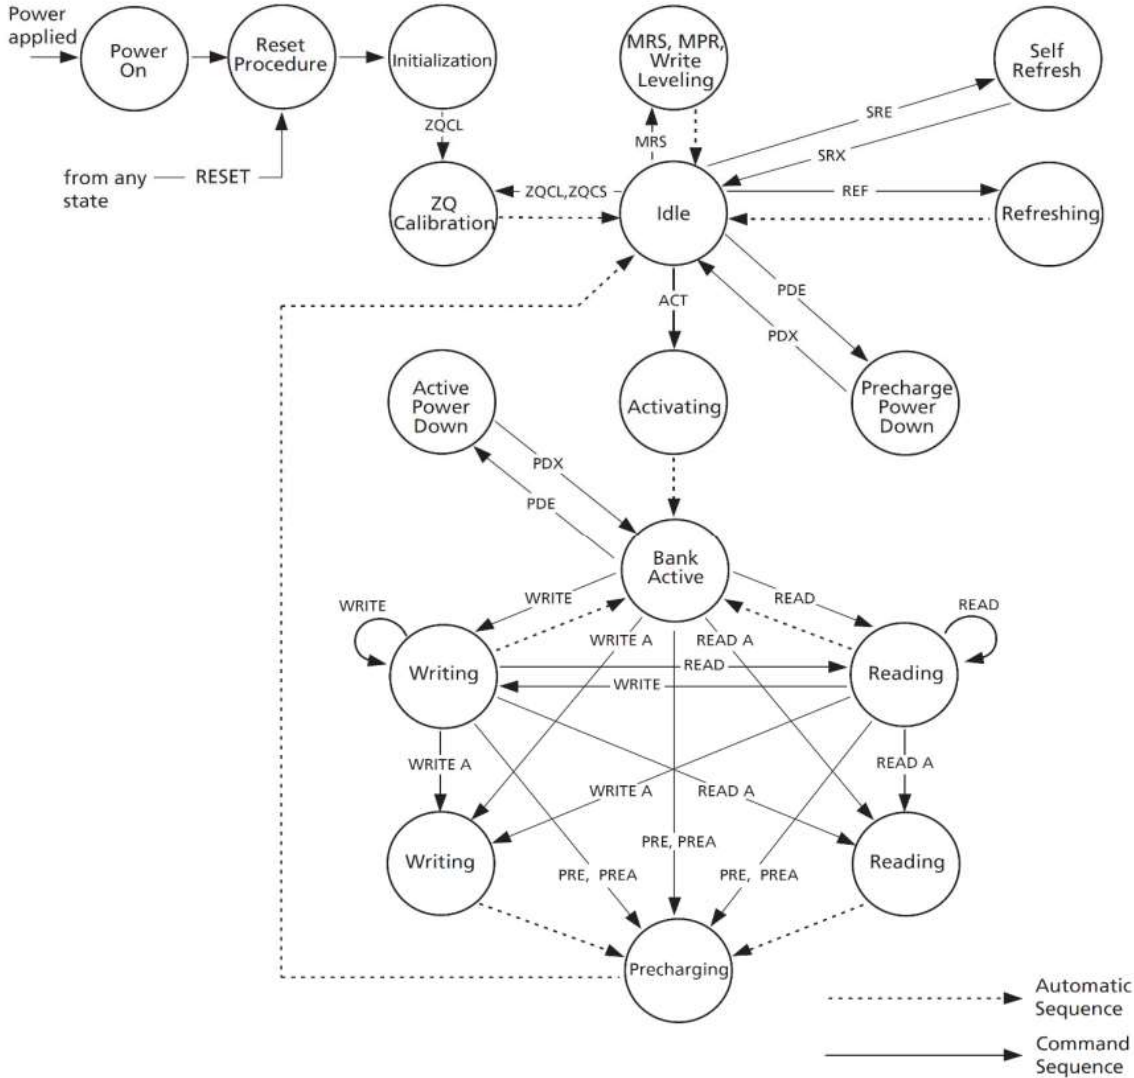 Power
applied
Power
On
Reset
Procedure
Initialization
MRS, MPR,
Write
Leveling
Self
Refresh
ZQCL
MRS
SRE
SRX
from any
state
RESET
ZQ
Calibration
ZQCL,ZQCS
Idle
REF
Refreshing
ACT
PDE
PDX
Active
Power
Down
Activating
Precharge
Power
Down
PDX
PDE
Bank
Active
WRITE
READ
WRITE
READ
WRITE A
READ A
Writing
READ
WRITE
Reading
WRITE A
READ A
WRITE A
READ A
Writing
PRE, PREA
Reading
PRE, PREA
PRE, PREA
Precharging
Automatic
Sequence
Command
Sequence